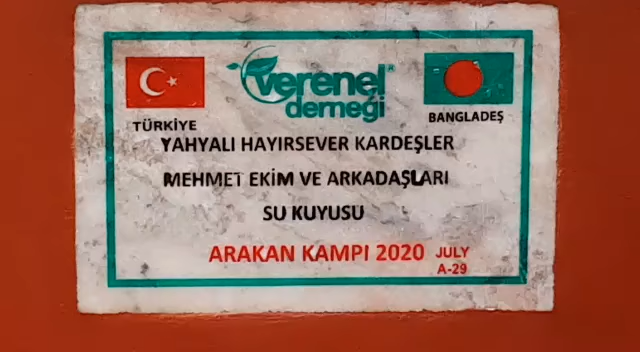 verenel®
derneği
TÜRKİYE
BANGLADEŞ
YAHYALI HAYIRSEVER KARDEŞLER
MEHMET EKİM VE ARKADAŞLARI
SU KUYUSU
ARAKAN KAMPI 2020 JULY
A-29